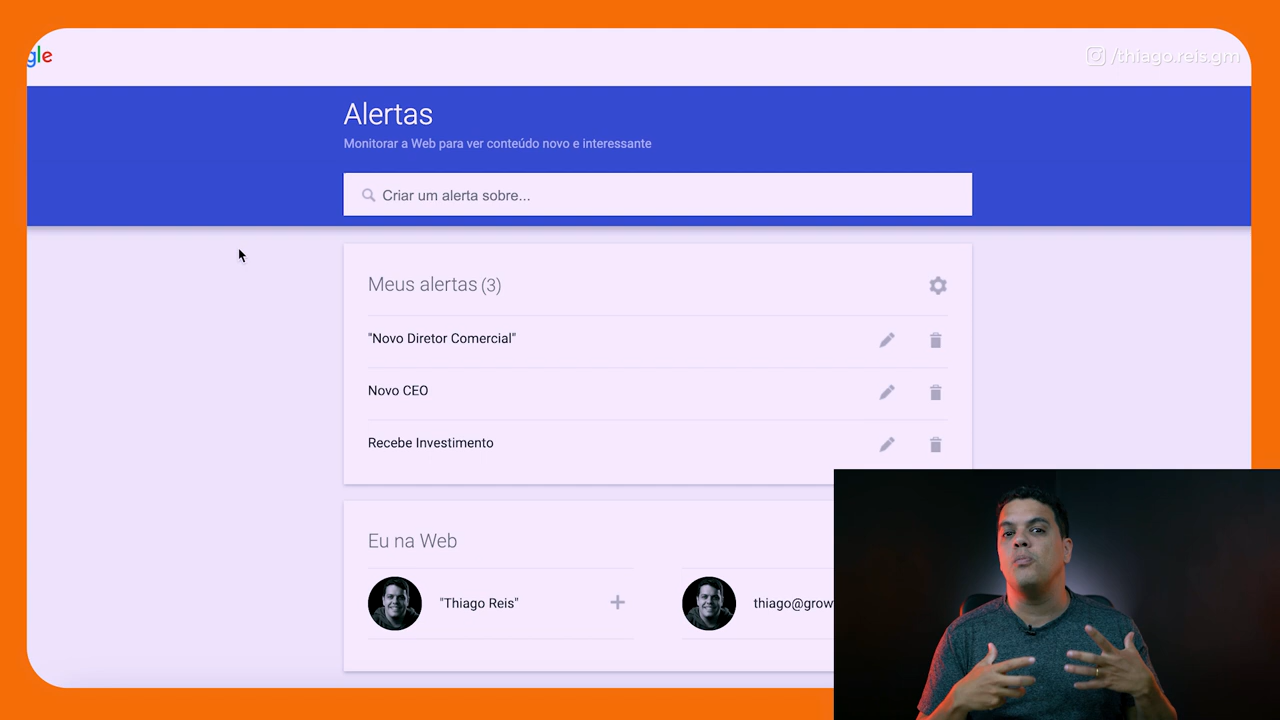 gle
/thiago.reis.gm
Alertas
Monitorar a Web para ver conteúdo novo e interessante
Criar um alerta sobre...
Meus alertas (3)
"Novo Diretor Comercial"
Novo CEO
Recebe Investimento
Eu na Web
"Thiago Reis"
thiago@grow